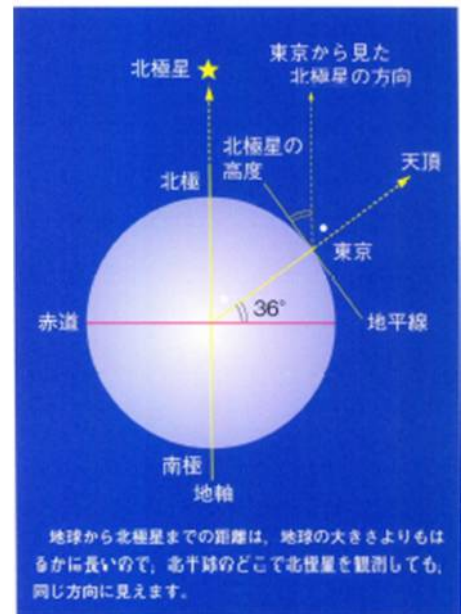 東京から見た
北極星の方向
北極星
北極星の
高度
天頂
北極
東京
36°
赤道
地平線
南極
地軸
地球から北極星までの距離は，地球の大きさよりもは
るかに長いので，北半球のどこで北極星を観測しても，
同じ方向に見えます。